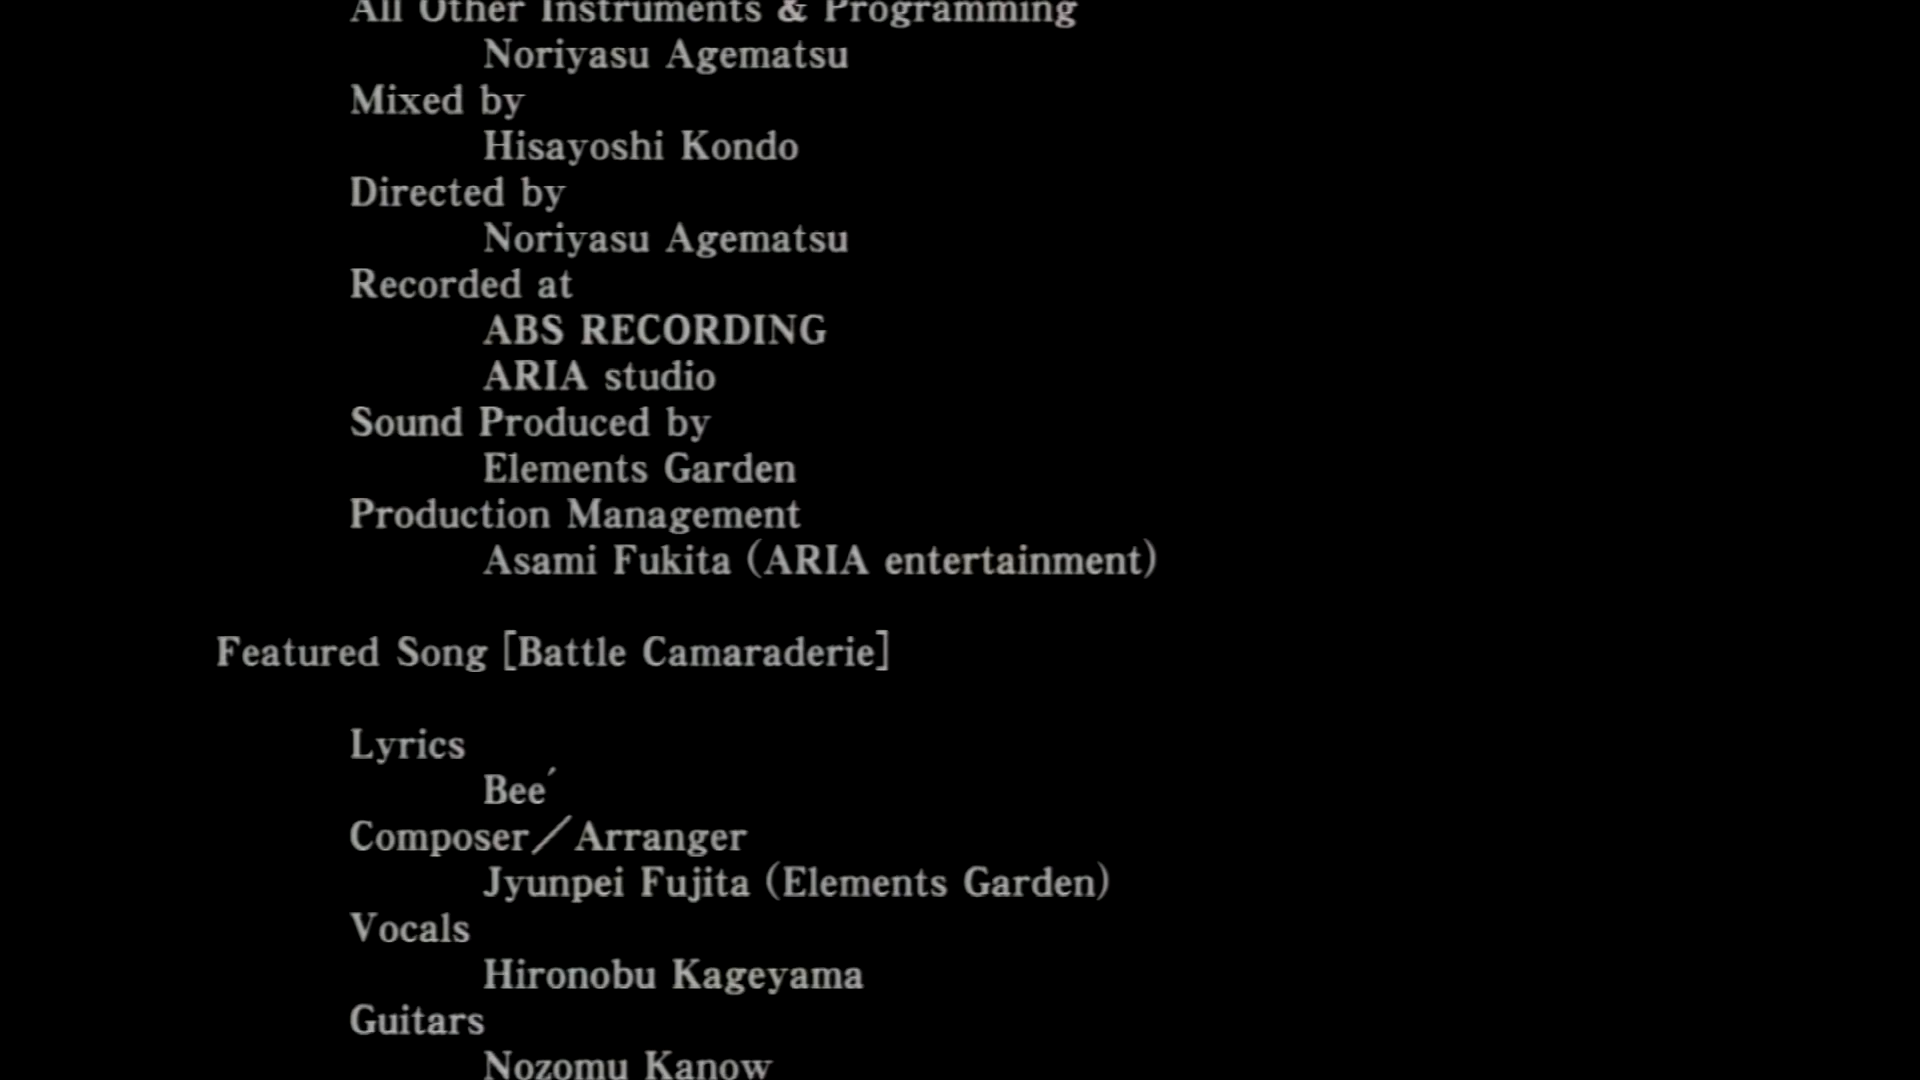 All Other Instruments & Programming
Noriyasu Agematsu
Mixed by
Hisayoshi Kondo
Directed by
Noriyasu Agematsu
Recorded at
ABS RECORDING
ARIA studio
Sound Produced by
Elements Garden
Production Management
Asami Fukita (ARIA entertainment)
Featured Song [Battle Camaraderie]
Lyrics
Bee´
Composer／Arranger
Jyunpei Fujita (Elements Garden)
Vocals
Hironobu Kageyama
Guitars
Nozomu Kanow